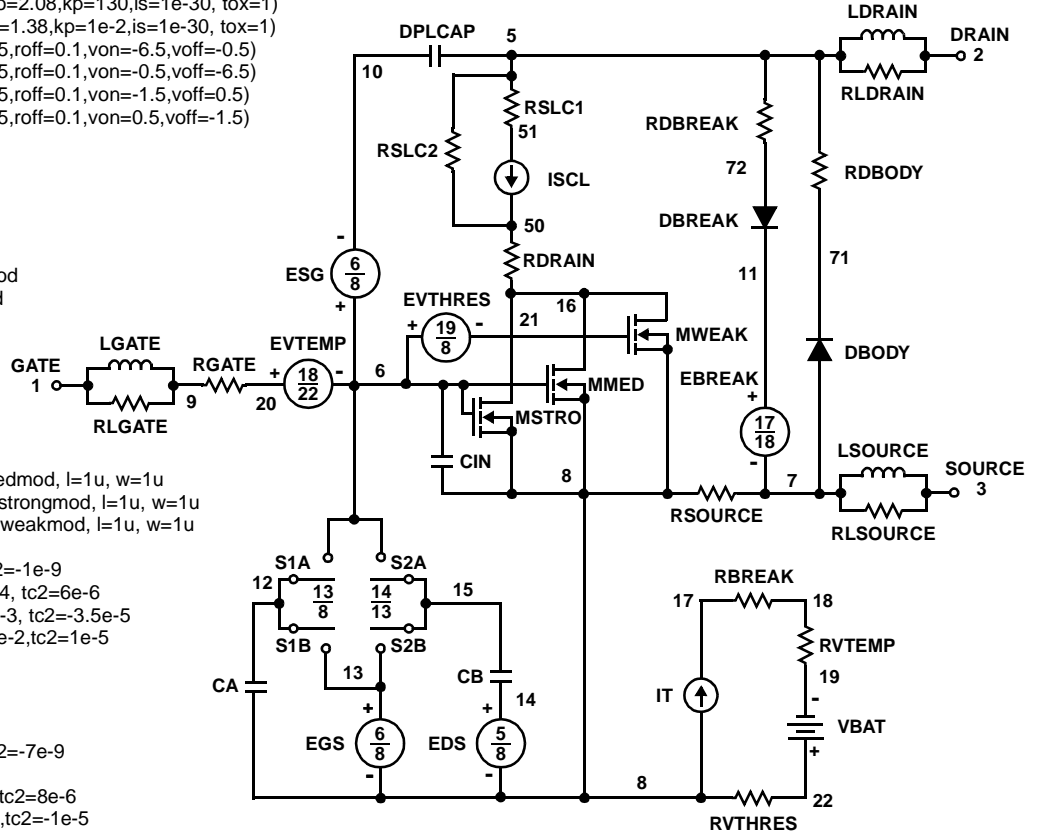 p=2.08,kp=130,is=1e-30, tox=1)
=1.38,kp=1e-2,is=1e-30, tox=1)
5,roff=0.1,von=-6.5,voff=-0.5)
5,roff=0.1,von=-0.5,voff=-6.5)
5,roff=0.1,von=-1.5,voff=0.5)
5,roff=0.1,von=0.5,voff=-1.5)
LDRAIN
DPLCAP 5 DRAIN
2
10
RLDRAIN
RSLC1
51
RDBREAK
RSLC2
72
RDBODY
ISCL
DBREAK
50
- 
71
ESG 6
8
RDRAIN
11
+
EVTHRES
16
21
+ 19
8 -
MWEAK
LGATE
EVTEMP
DBODY
GATE
1
RGATE
+ 18
22 -
6
MMED
EBREAK
+
9
20
MSTRO
17
18
-
RLGATE
LSOURCE
CIN
8
7
SOURCE
3
RSOURCE
RLSOURCE
od
d
edmod, l=1u, w=1u
strongmod, l=1u, w=1u
weakmod, l=1u, w=1u
2=-1e-9
4, tc2=6e-6
-3, tc2=-3.5e-5
e-2,tc2=1e-5
2=-7e-9
tc2=8e-6
,tc2=-1e-5
S1A
S2A
12
13
8
14
13
15
S1B
S2B
13
CA
CB
14
+
+
EGS 6
8
EDS 5
8
-
-
8
RBREAK
17
18
RVTEMP
19
IT
-
VBAT
+
22
RVTHRES